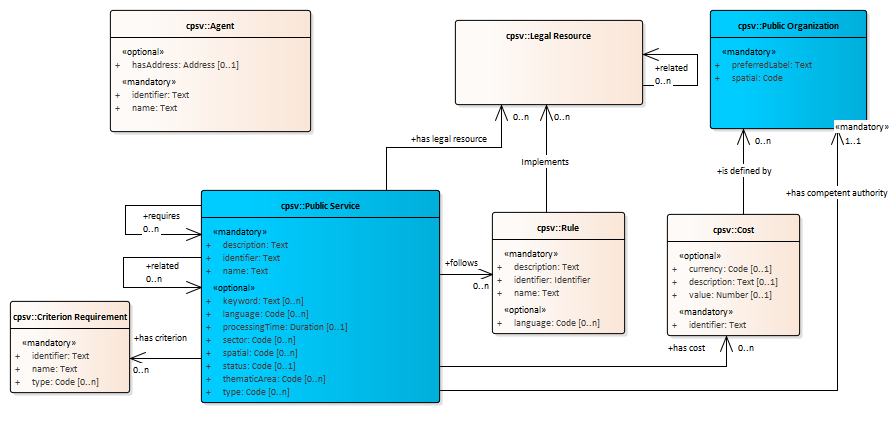 cpsv::Agent
«optional»
+ hasAddress: Address [0..1]
«mandatory»
+ identifier: Text
+ name: Text
cpsv::Legal Resource
+related
0..n
cpsv::Public Organization
«mandatory»
+ preferredLabel: Text
+ spatial: Code
«mandatory»
1..1
0..n
0..n
0..n
+has legal resource
Implements
+is defined by
+has competent authority
cpsv::Public Service
«mandatory»
+ description: Text
+ identifier: Text
+ name: Text
«optional»
+ keyword: Text [0..n]
+ language: Code [0..n]
+ processingTime: Duration [0..1]
+ sector: Code [0..n]
+ spatial: Code [0..n]
+ status: Code [0..1]
+ thematicArea: Code [0..n]
+ type: Code [0..n]
+requires
0..n
+related
0..n
+follows
0..n
cpsv::Rule
«mandatory»
+ description: Text
+ identifier: Identifier
+ name: Text
«optional»
+ language: Code [0..n]
cpsv::Cost
«optional»
+ currency: Code [0..1]
+ description: Text [0..1]
+ value: Number [0..1]
«mandatory»
+ identifier: Text
+has cost
0..n
cpsv::Criterion Requirement
«mandatory»
+ identifier: Text
+ name: Text
+ type: Code [0..n]
+has criterion
0..n